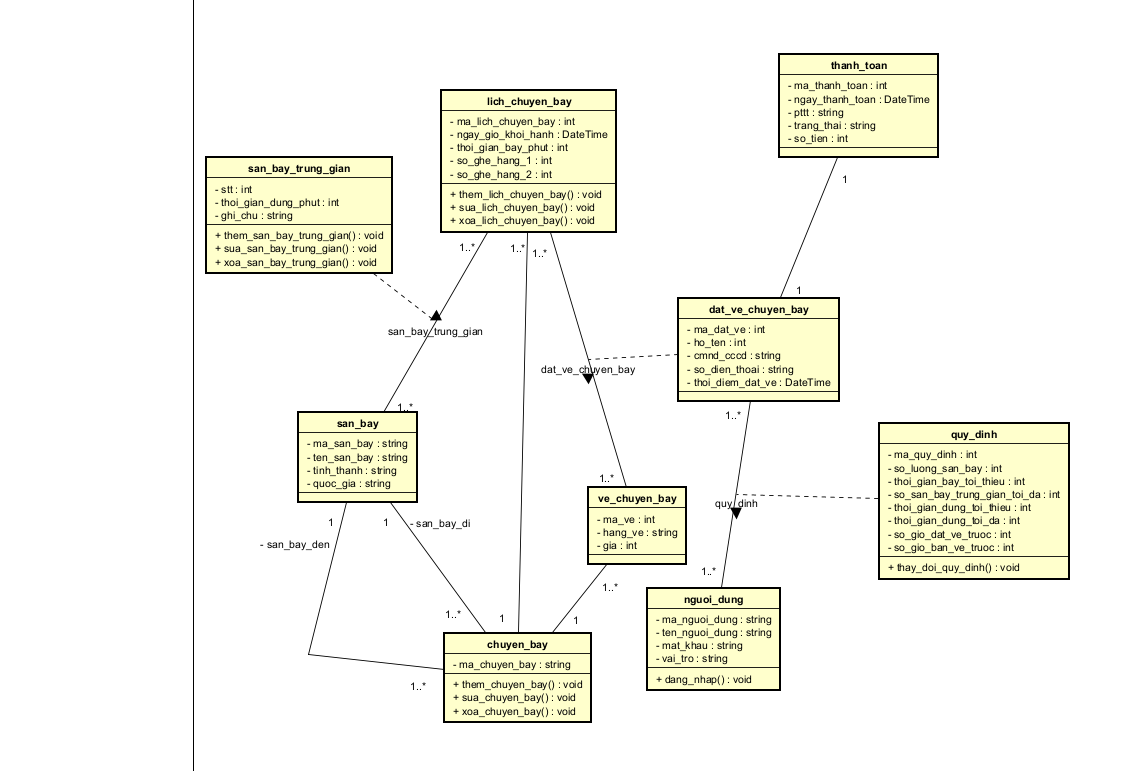 thanh_toan
- ma_thanh_toan : int
- ngay_thanh_toan : DateTime
- pttt : string
- trang_thai : string
- so_tien : int
1
1
lich_chuyen_bay
- ma_lich_chuyen_bay : int
- ngay_gio_khoi_hanh : DateTime
- thoi_gian_bay_phut : int
- so_ghe_hang_1 : int
- so_ghe_hang_2 : int
+ them_lich_chuyen_bay() : void
+ sua_lich_chuyen_bay() : void
+ xoa_lich_chuyen_bay() : void
1..*
1..*
1..*
san_bay_trung_gian
- stt : int
- thoi_gian_dung_phut : int
- ghi_chu : string
+ them_san_bay_trung_gian() : void
+ sua_san_bay_trung_gian() : void
+ xoa_san_bay_trung_gian() : void
san_bay_trung_gian
1..*
dat_ve_chuyen_bay
- ma_dat_ve : int
- ho_ten : int
- cmnd_cccd : string
- so_dien_thoai : string
- thoi_diem_dat_ve : DateTime
dat_ve_chuyen_bay
1..*
1..*
san_bay
- ma_san_bay : string
- ten_san_bay : string
- tinh_thanh : string
- quoc_gia : string
1
1
- san_bay_di
- san_bay_den
quy_dinh
- ma_quy_dinh : int
- so_luong_san_bay : int
- thoi_gian_bay_toi_thieu : int
- so_san_bay_trung_gian_toi_da : int
- thoi_gian_dung_toi_thieu : int
- thoi_gian_dung_toi_da : int
- so_gio_dat_ve_truoc : int
- so_gio_ban_ve_truoc : int
+ thay_doi_quy_dinh() : void
quy_dinh
ve_chuyen_bay
- ma_ve : int
- hang_ve : string
- gia : int
1..*
1..*
nguoi_dung
- ma_nguoi_dung : string
- ten_nguoi_dung : string
- mat_khau : string
- vai_tro : string
+ dang_nhap() : void
1..*
1
1
1..*
chuyen_bay
- ma_chuyen_bay : string
+ them_chuyen_bay() : void
+ sua_chuyen_bay() : void
+ xoa_chuyen_bay() : void